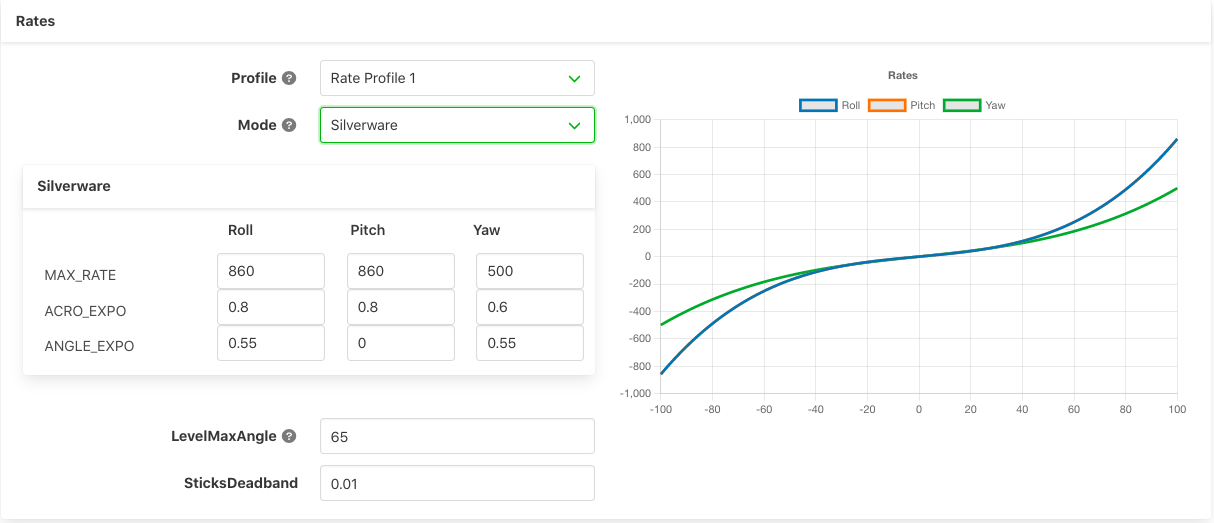 Rates
Profile ?
Rate Profile 1
Mode ?
Silverware
Silverware
Roll Pitch Yaw
MAX_RATE 860 860 500
ACRO_EXPO 0.8 0.8 0.6
ANGLE_EXPO 0.55 0 0.55
LevelMaxAngle ?
65
SticksDeadband
0.01
Rates
Roll Pitch Yaw
1,000
800
600
400
200
0
-200
-400
-600
-800
-1,000
-100 -80 -60 -40 -20 0 20 40 60 80 100